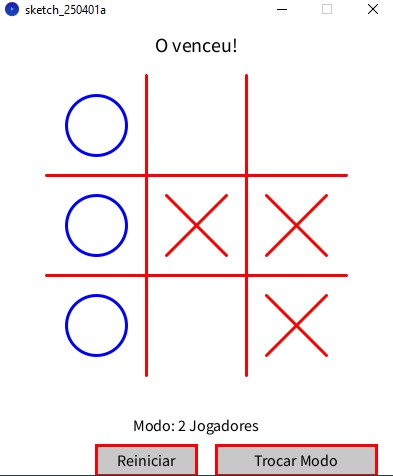 sketch_250401a
O venceu!
Modo: 2 Jogadores
Reiniciar
Trocar Modo